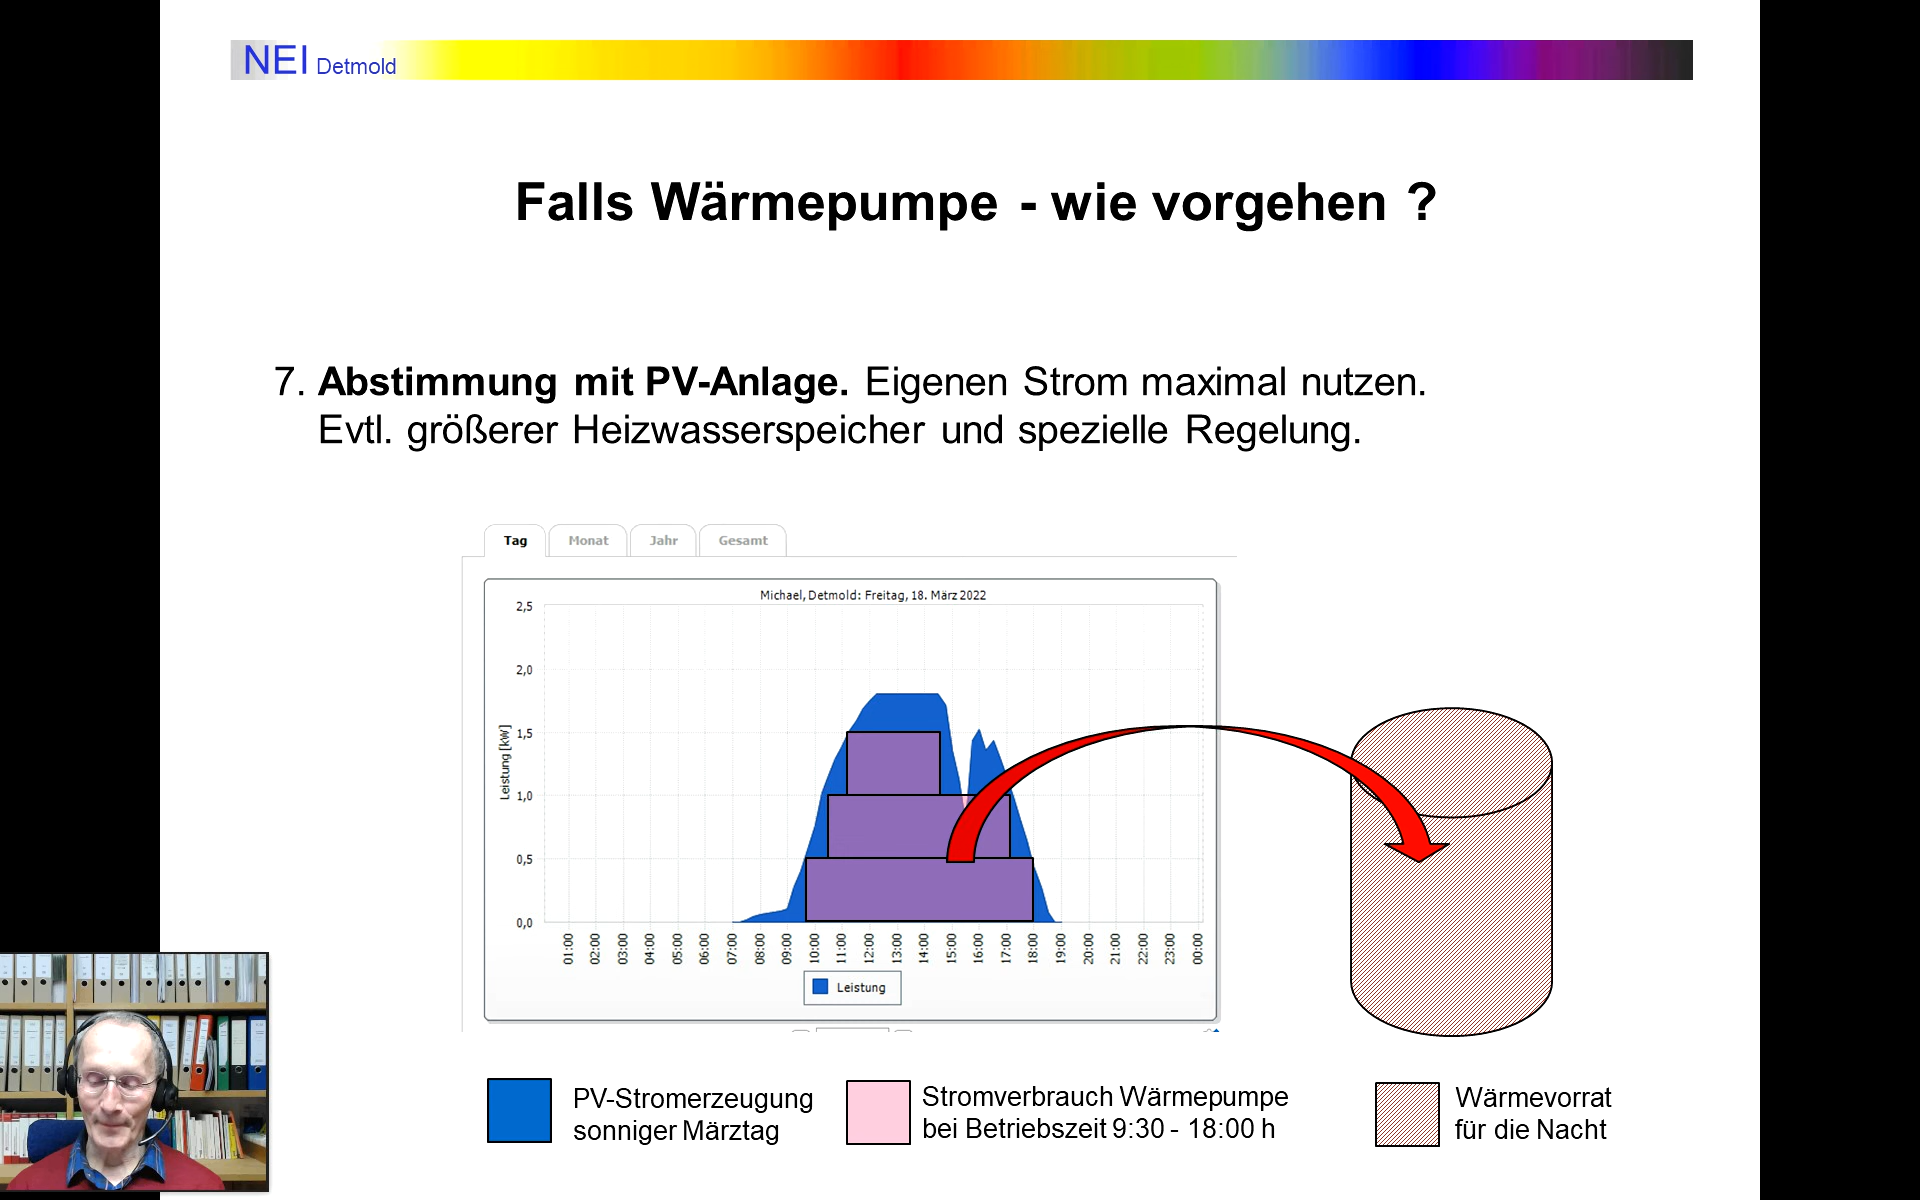 NEI Detmold
Falls Wärmepumpe - wie vorgehen ?
7. Abstimmung mit PV-Anlage. Eigenen Strom maximal nutzen.
Evtl. größerer Heizwasserspeicher und spezielle Regelung.
Tag Monat Jahr Gesamt
Michael, Detmold: Freitag, 18. März 2022
Leistung [kW]
2,5
2,0
1,5
1,0
0,5
0,0
01:00 02:00 03:00 04:00 05:00 06:00 07:00 08:00 09:00 10:00 11:00 12:00 13:00 14:00 15:00 16:00 17:00 18:00 19:00 20:00 21:00 22:00 23:00 00:00
Leistung
PV-Stromerzeugung
sonniger Märztag
Stromverbrauch Wärmepumpe
bei Betriebszeit 9:30 - 18:00 h
Wärmevorrat
für die Nacht